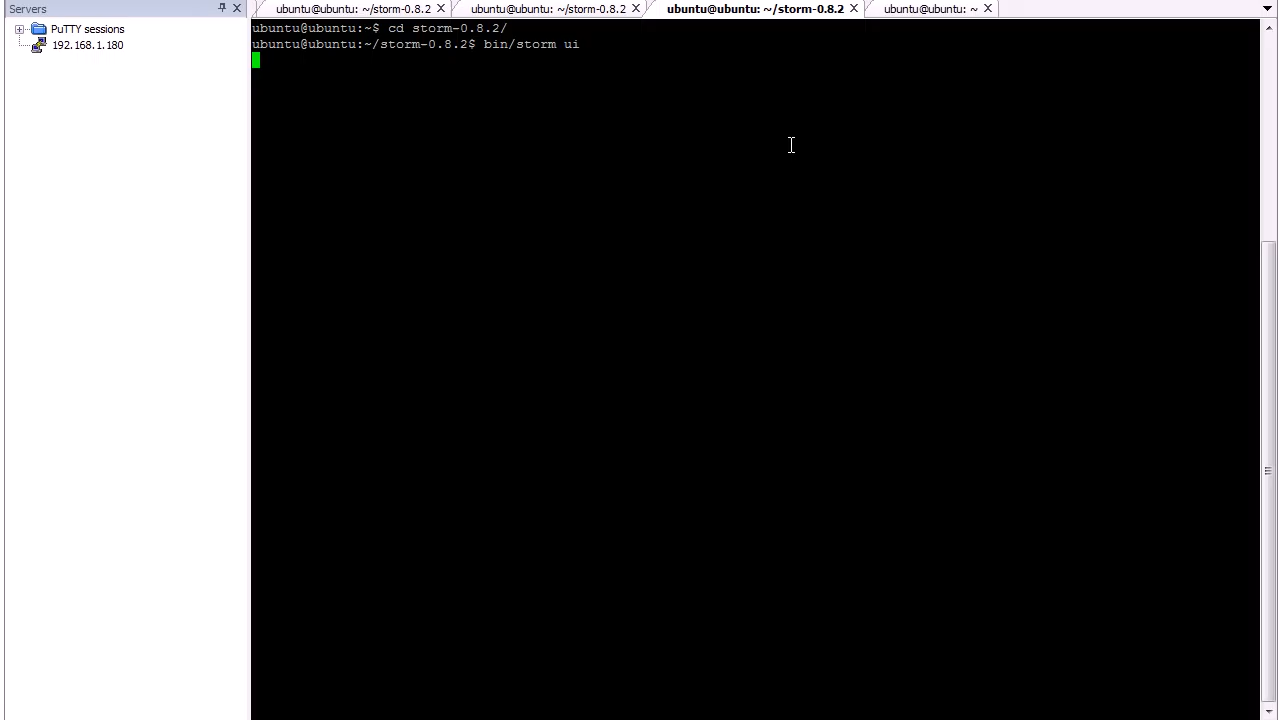 Servers
ubuntu@ubuntu: ~/storm-0.8.2
ubuntu@ubuntu: ~/storm-0.8.2
ubuntu@ubuntu: ~/storm-0.8.2
ubuntu@ubuntu: ~
PuTTY sessions
192.168.1.180
ubuntu@ubuntu:~$ cd storm-0.8.2/
ubuntu@ubuntu:~/storm-0.8.2$ bin/storm ui